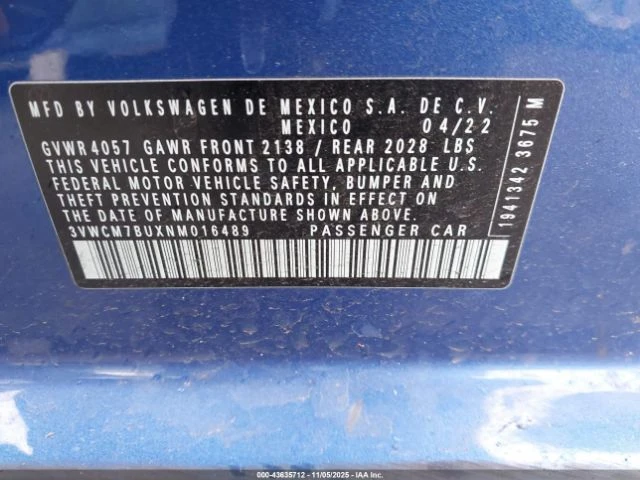 MFD BY VOLKSWAGEN DE MEXICO S.A. DE C.V.
MEXICO 04/22
GVWR 4057 GAWR FRONT 2138 / REAR 2028 LBS
THIS VEHICLE CONFORMS TO ALL APPLICABLE U.S.
FEDERAL MOTOR VEHICLE SAFETY, BUMPER AND
THEFT PREVENTION STANDARDS IN EFFECT ON
THE DATE OF MANUFACTURE SHOWN ABOVE.
3VWCM7BUXNM016489 PASSENGER CAR
1941342 3675 M
000-43635712 - 11/05/2025 - IAA Inc.